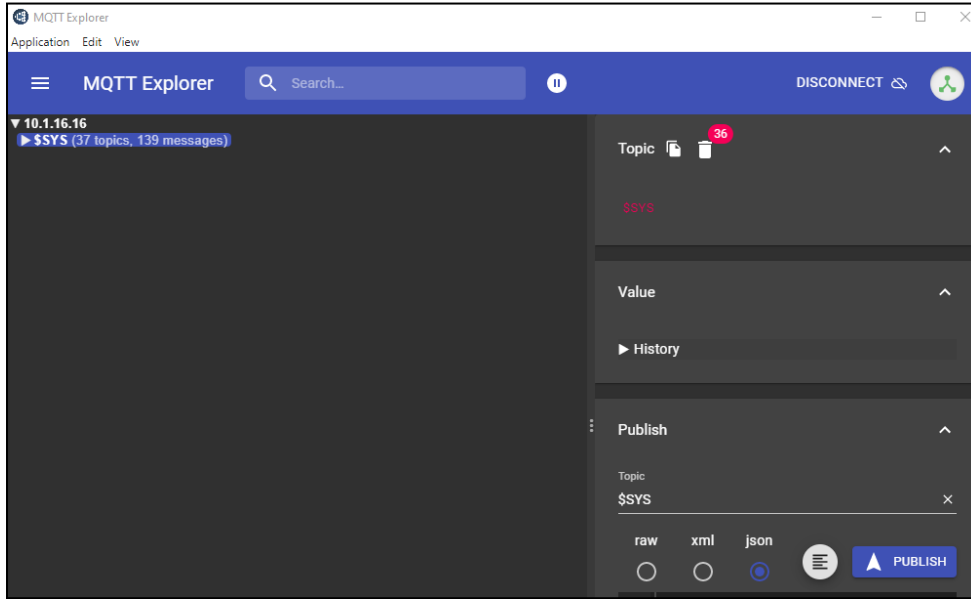 MQTT Explorer
Application Edit View
MQTT Explorer
Search...
DISCONNECT
▼ 10.1.16.16
▶ $SYS (37 topics, 139 messages)
Topic
36
$SYS
Value
▶ History
Publish
Topic
$SYS
raw xml json
PUBLISH